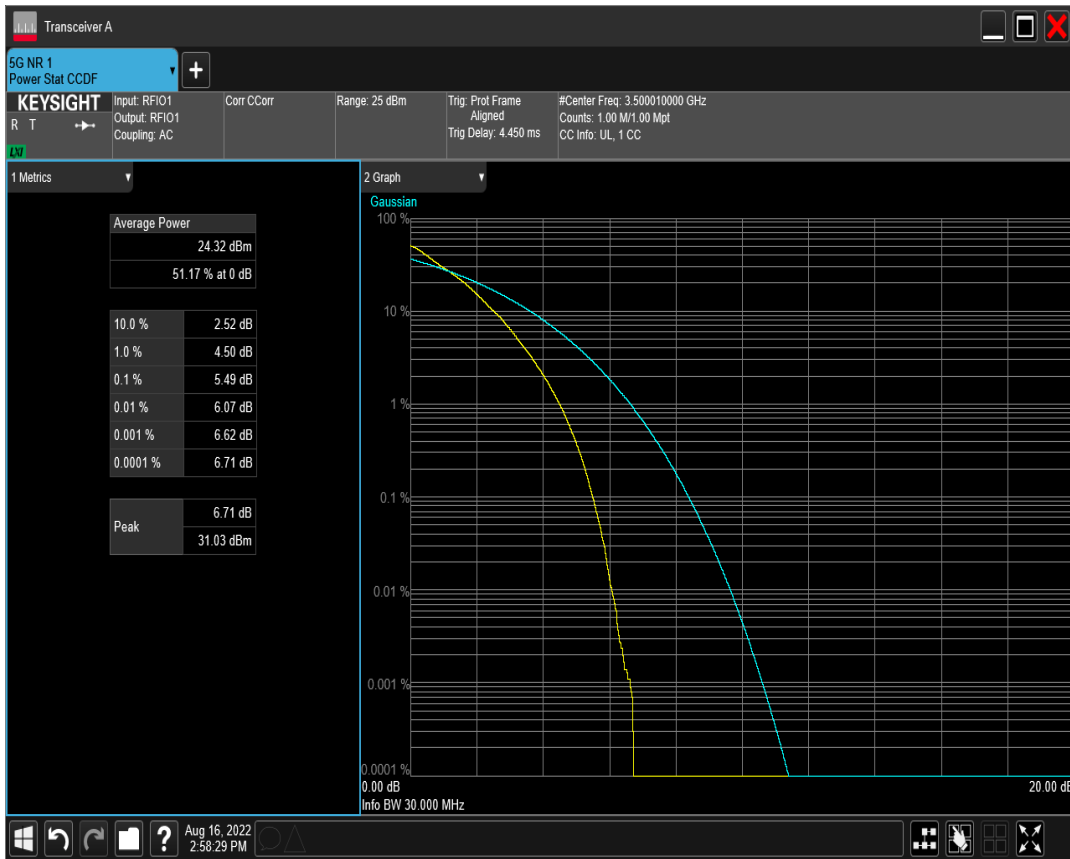 Transceiver A
5G NR 1
Power Stat CCDF
KEYSIGHT
R T
LXI
Input: RFIO1
Output: RFIO1
Coupling: AC
Corr CCorr
Range: 25 dBm
Trig: Prot Frame
Aligned
Trig Delay: 4.450 ms
#Center Freq: 3.500010000 GHz
Counts: 1.00 M/1.00 Mpt
CC Info: UL, 1 CC
1 Metrics
Average Power
24.32 dBm
51.17 % at 0 dB
10.0 % 2.52 dB
1.0 % 4.50 dB
0.1 % 5.49 dB
0.01 % 6.07 dB
0.001 % 6.62 dB
0.0001 % 6.71 dB
Peak 6.71 dB
31.03 dBm
2 Graph
Gaussian
100 %
10 %
1 %
0.1 %
0.01 %
0.001 %
0.0001 %
0.00 dB 20.00 dB
Info BW 30.000 MHz
? Aug 16, 2022
2:58:29 PM